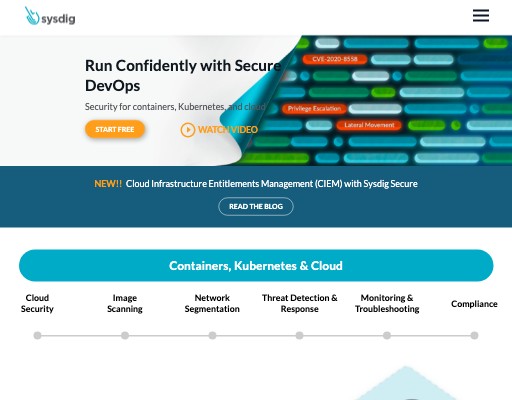 sysdig
Run Confidently with Secure
DevOps
Security for containers, Kubernetes, and cloud
START FREE
WATCH VIDEO
CVE-2020-8558
Privilege Escalation
Lateral Movement
NEW!! Cloud Infrastructure Entitlements Management (CIEM) with Sysdig Secure
READ THE BLOG
Containers, Kubernetes & Cloud
Cloud
Security
Image
Scanning
Network
Segmentation
Threat Detection &
Response
Monitoring &
Troubleshooting
Compliance